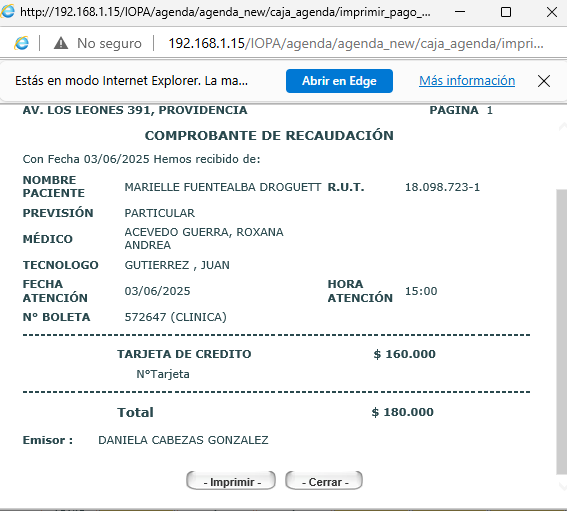 http://192.168.1.15/IOPA/agenda/agenda_new/caja_agenda/imprimir_pago_...
No seguro 192.168.1.15/IOPA/agenda/agenda_new/caja_agenda/impri...
Estás en modo Internet Explorer. La ma... Abrir en Edge Más información
AV. LOS LEONES 391, PROVIDENCIA PAGINA 1
COMPROBANTE DE RECAUDACIÓN
Con Fecha 03/06/2025 Hemos recibido de:
NOMBRE PACIENTE MARIELLE FUENTEALBA DROGUETT R.U.T. 18.098.723-1
PREVISIÓN PARTICULAR
MÉDICO ACEVEDO GUERRA, ROXANA ANDREA
TECNOLOGO GUTIERREZ , JUAN
FECHA ATENCIÓN 03/06/2025 HORA ATENCIÓN 15:00
N° BOLETA 572647 (CLINICA)
TARJETA DE CREDITO $ 160.000
N°Tarjeta
Total $ 180.000
Emisor : DANIELA CABEZAS GONZALEZ
- Imprimir - - Cerrar -